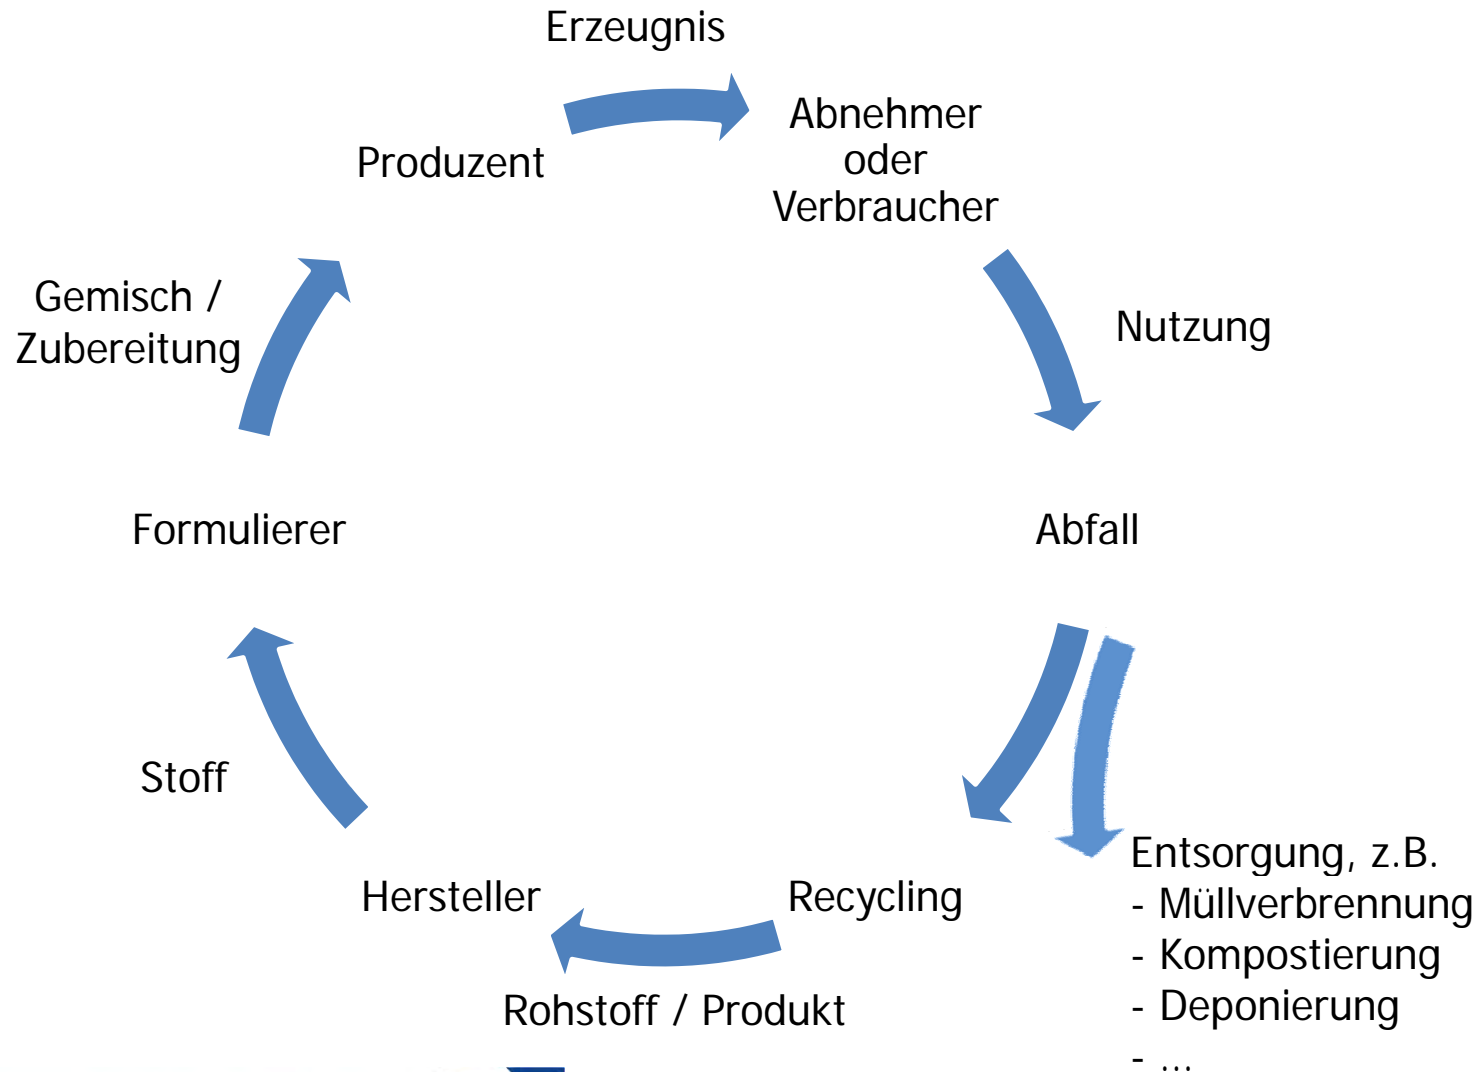 Erzeugnis
Abnehmer
oder
Verbraucher
Produzent
Gemisch /
Zubereitung
Nutzung
Formulierer
Abfall
Stoff
Entsorgung, z.B.
- Müllverbrennung
- Kompostierung
- Deponierung
- ...
Hersteller
Recycling
Rohstoff / Produkt